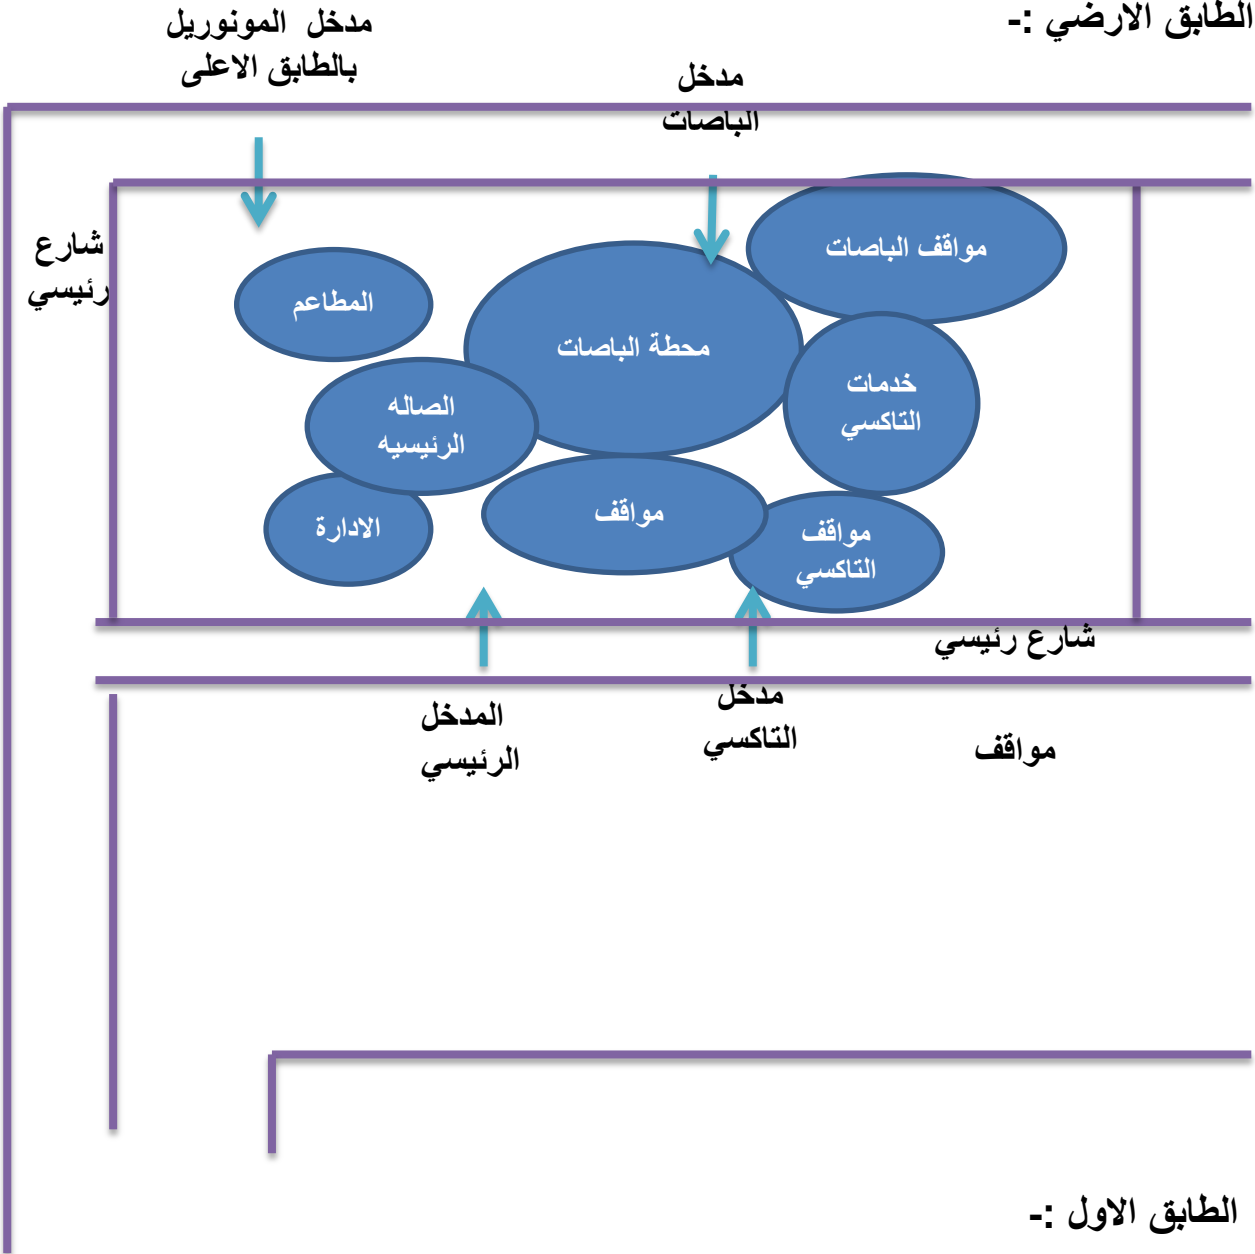 الطابق الارضي :-
مدخل المونوريل
بالطابق الاعلى
مدخل
الباصات
شارع
رئيسي
مواقف الباصات
المطاعم
محطة الباصات
خدمات
التاكسي
الصاله
الرئيسيه
مواقف
الادارة
مواقف
التاكسي
شارع رئيسي
مدخل
التاكسي
المدخل
الرئيسي
مواقف
الطابق الاول :-